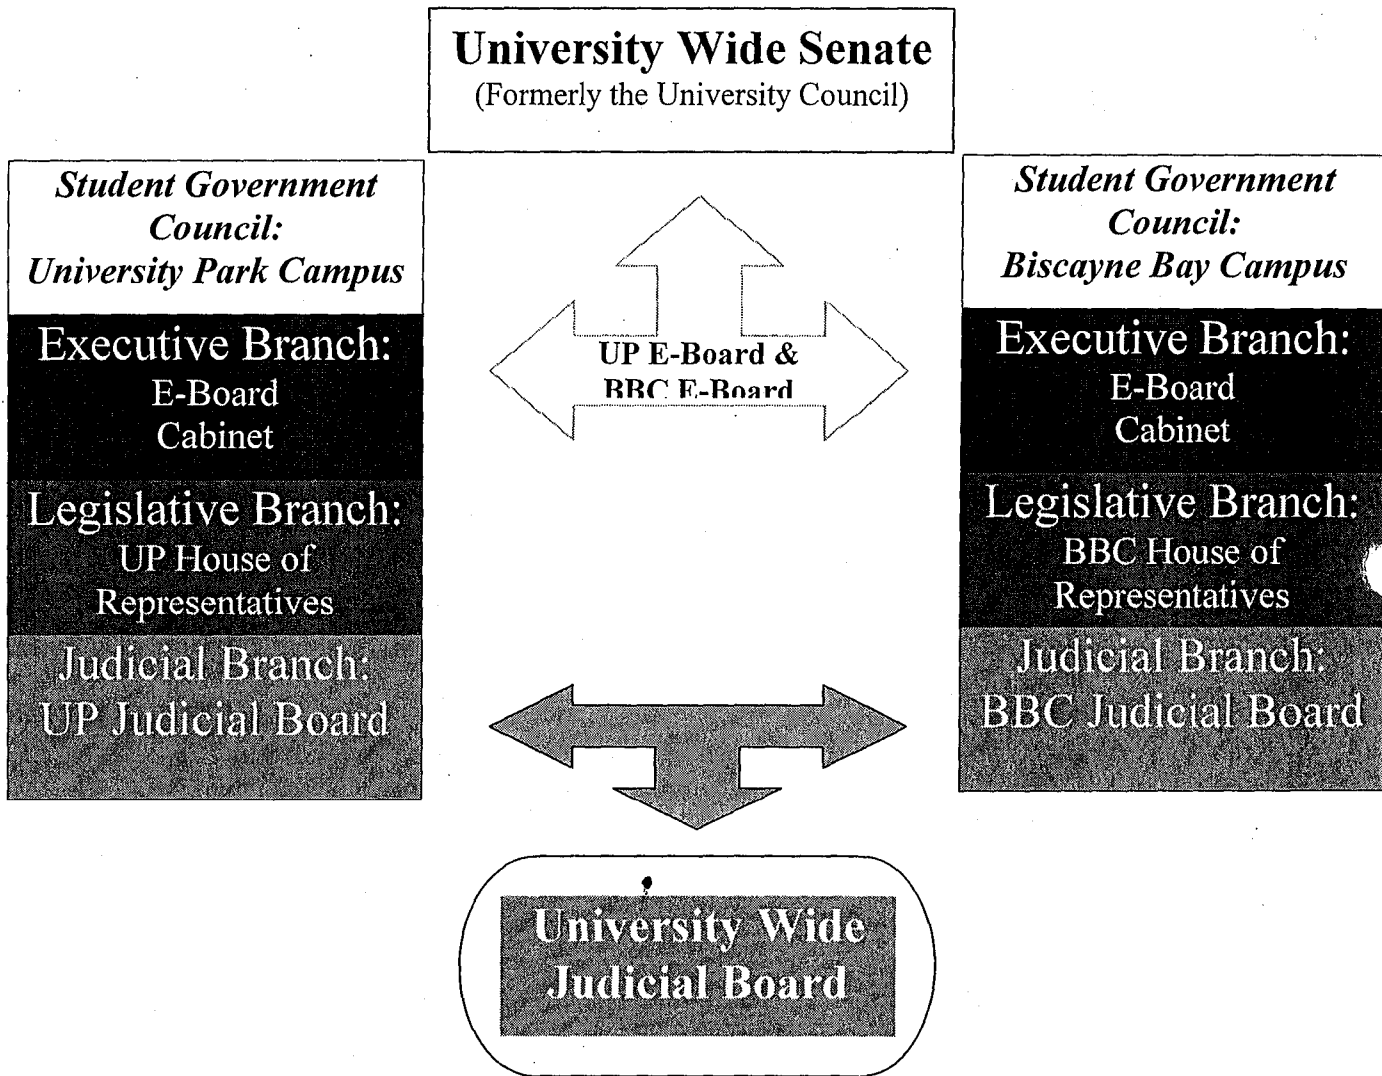 University Wide Senate
(Formerly the University Council)
Student Government
Council:
University Park Campus
Executive Branch:
E-Board
Cabinet
Legislative Branch:
UP House of
Representatives
Judicial Branch:
UP Judicial Board
UP E-Board &
BBC E-Board
Student Government
Council:
Biscayne Bay Campus
Executive Branch:
E-Board
Cabinet
Legislative Branch:
BBC House of
Representatives
Judicial Branch:
BBC Judicial Board
University Wide
Judicial Board